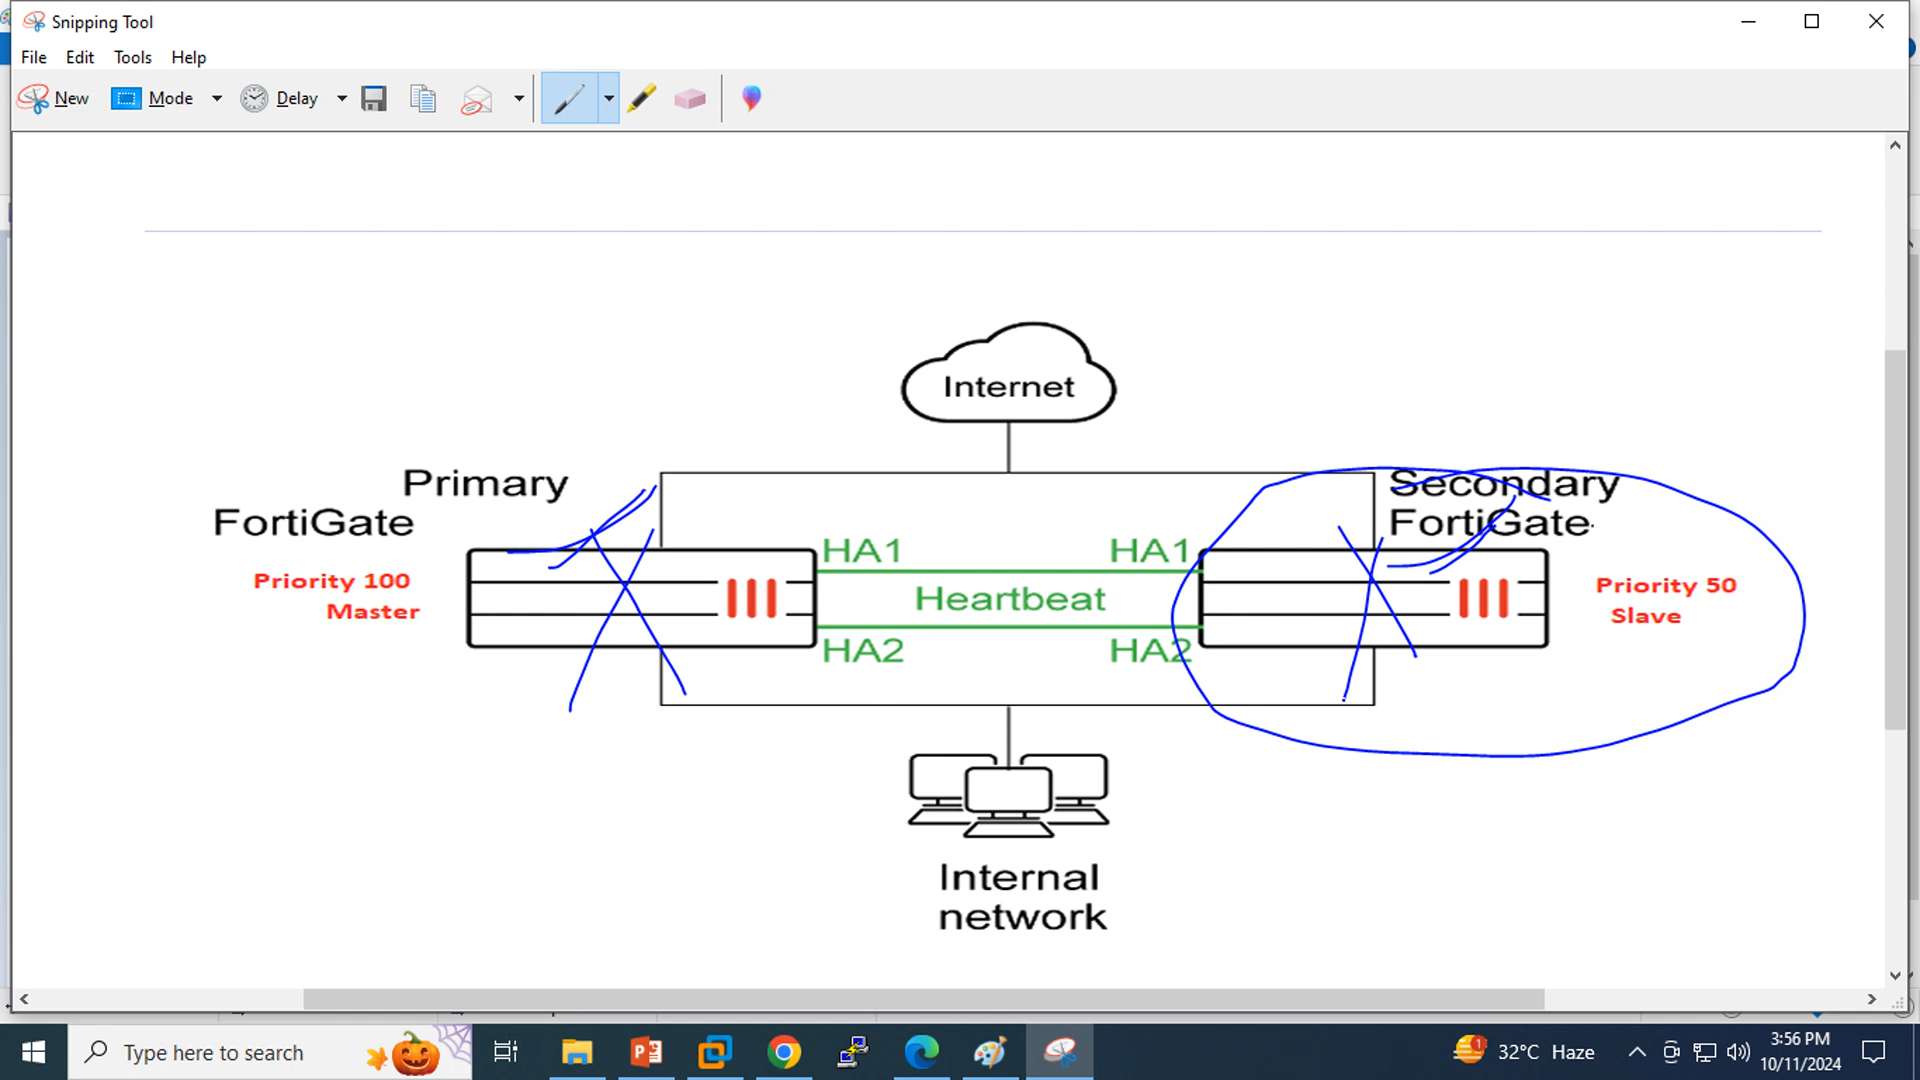 Snipping Tool
File Edit Tools Help
New Mode Delay
Internet
Primary
FortiGate
Priority 100
Master
Secondary
FortiGate
Priority 50
Slave
HA1 HA1
Heartbeat
HA2 HA2
Internal
network
Type here to search
1
32°C Haze
3:56 PM
10/11/2024